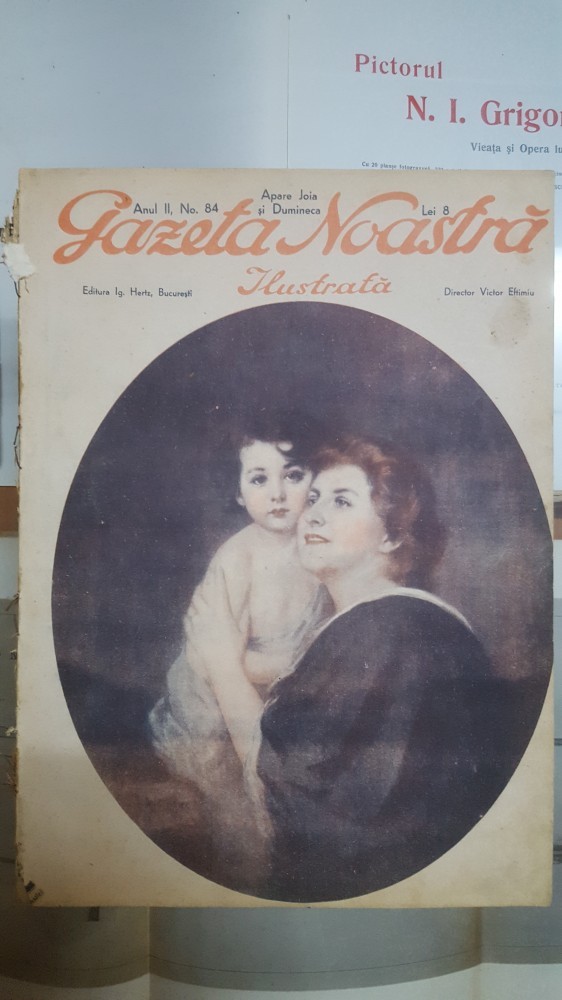 Pictorul
N. I. Grigo
Vieața și Opera lu
Anul II, No. 84
Apare Joia
și Dumineca
Lei 8
Gazeta Noastră
Ilustrată
Editura Ig. Hertz, București
Director Victor Eftimiu